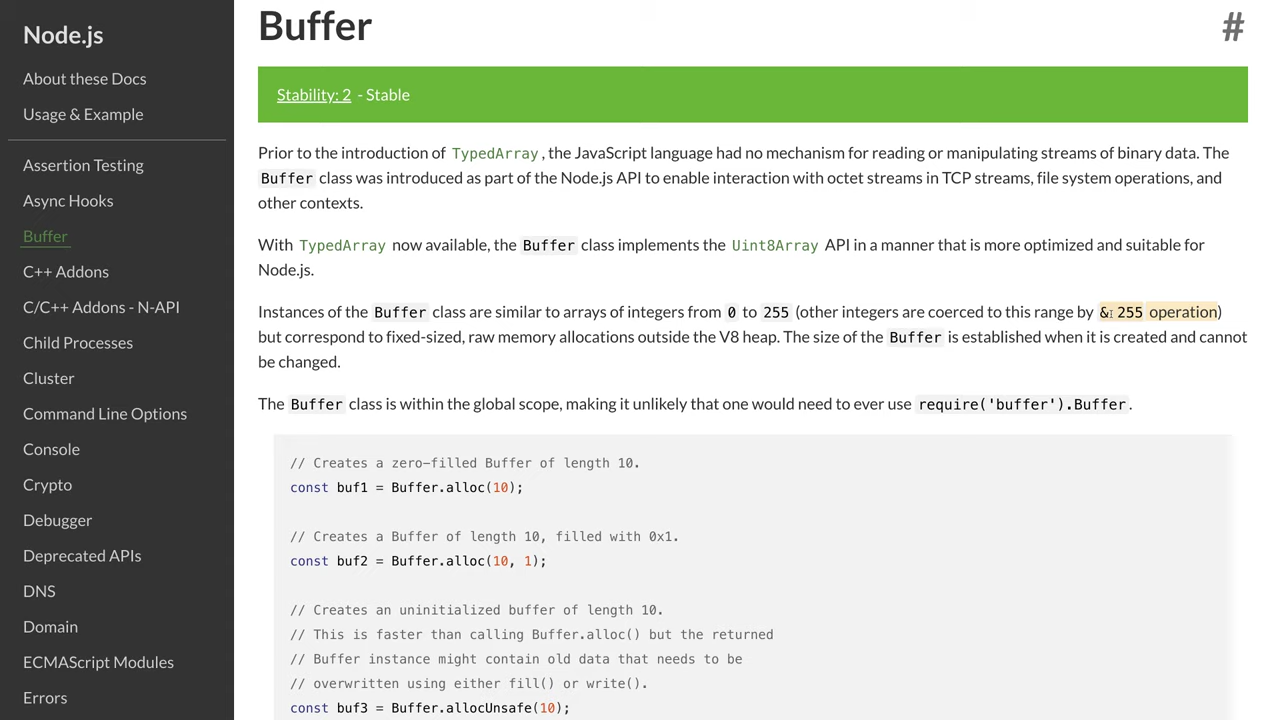 Node.js
About these Docs
Usage & Example
Assertion Testing
Async Hooks
Buffer
C++ Addons
C/C++ Addons - N-API
Child Processes
Cluster
Command Line Options
Console
Crypto
Debugger
Deprecated APIs
DNS
Domain
ECMAScript Modules
Errors
Buffer #
Stability: 2 - Stable
Prior to the introduction of TypedArray, the JavaScript language had no mechanism for reading or manipulating streams of binary data. The
Buffer class was introduced as part of the Node.js API to enable interaction with octet streams in TCP streams, file system operations, and
other contexts.
With TypedArray now available, the Buffer class implements the Uint8Array API in a manner that is more optimized and suitable for
Node.js.
Instances of the Buffer class are similar to arrays of integers from 0 to 255 (other integers are coerced to this range by & 255 operation)
but correspond to fixed-sized, raw memory allocations outside the V8 heap. The size of the Buffer is established when it is created and cannot
be changed.
The Buffer class is within the global scope, making it unlikely that one would need to ever use require('buffer').Buffer.
// Creates a zero-filled Buffer of length 10.
const buf1 = Buffer.alloc(10);
// Creates a Buffer of length 10, filled with 0x1.
const buf2 = Buffer.alloc(10, 1);
// Creates an uninitialized buffer of length 10.
// This is faster than calling Buffer.alloc() but the returned
// Buffer instance might contain old data that needs to be
// overwritten using either fill() or write().
const buf3 = Buffer.allocUnsafe(10);